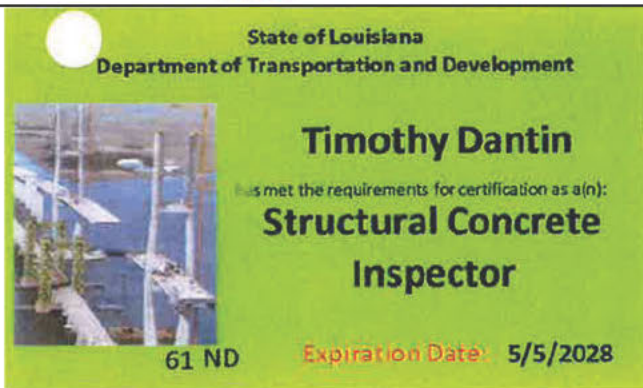 State of Louisiana
Department of Transportation and Development
Timothy Dantin
has met the requirements for certification as a(n):
Structural Concrete
Inspector
61 ND
Expiration Date: 5/5/2028